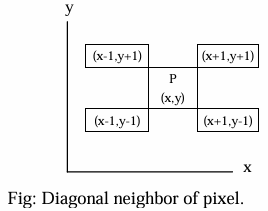 y
(x-1,y+1) (x+1,y+1)
P
(x,y)
(x-1,y-1) (x+1,y-1)
x
Fig: Diagonal neighbor of pixel.